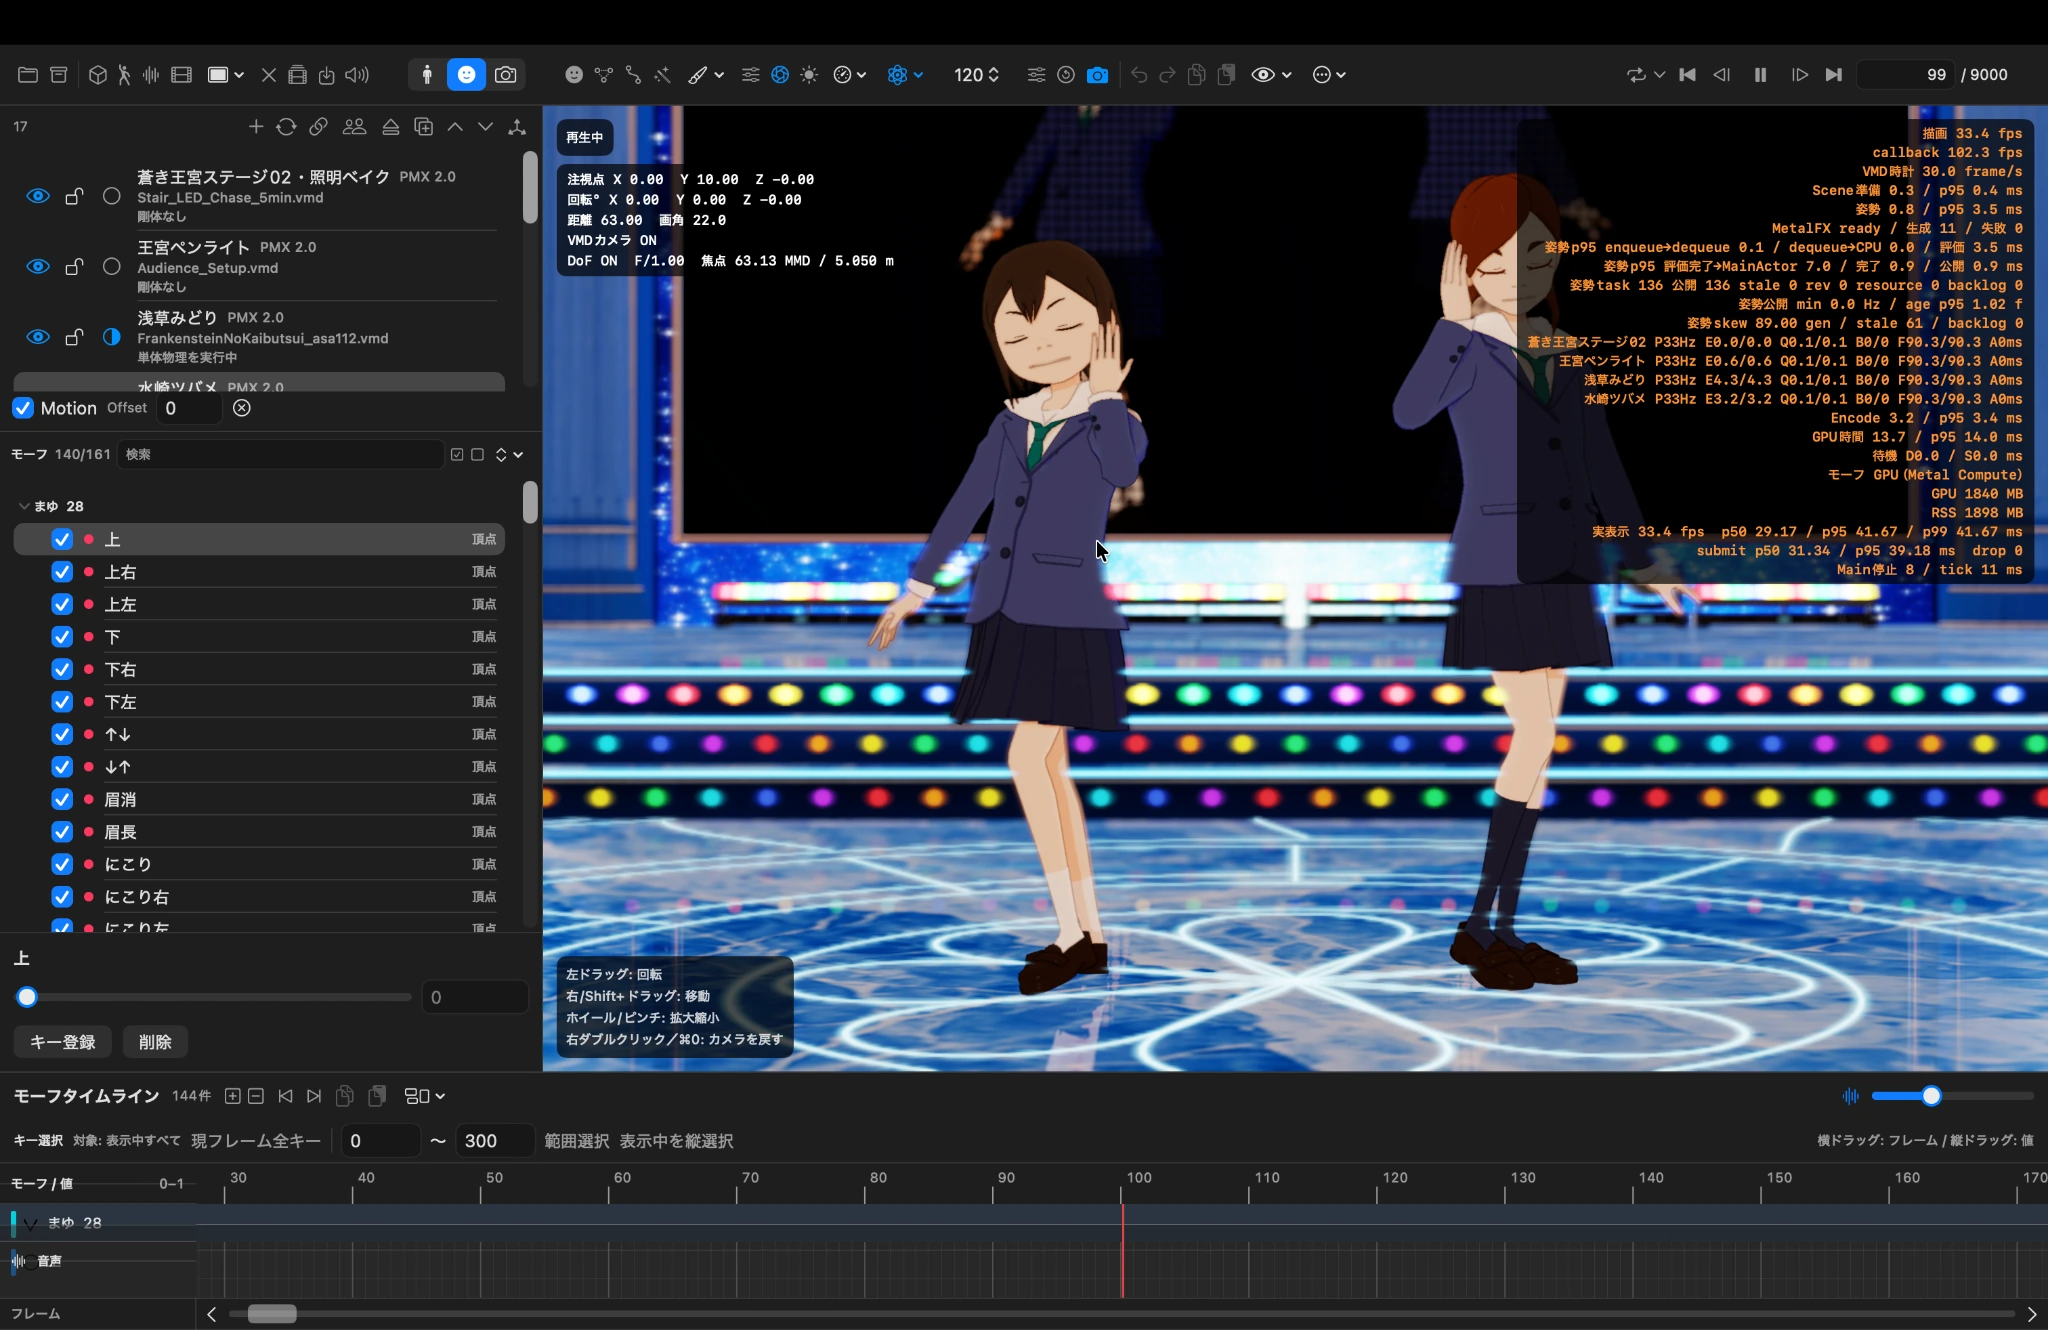 120
99 / 9000
17
蒼き王宮ステージ02・照明ベイク PMX 2.0
Stair_LED_Chase_5min.vmd
剛体なし
王宮ペンライト PMX 2.0
Audience_Setup.vmd
剛体なし
浅草みどり PMX 2.0
FrankensteinNoKaibutsui_asa112.vmd
単体物理を実行中
水崎ツバメ PMX 2.0
Motion Offset 0
モーフ 140/161 検索
まゆ 28
上 頂点
上右 頂点
上左 頂点
下 頂点
下右 頂点
下左 頂点
↑↓ 頂点
↓↑ 頂点
眉消 頂点
眉長 頂点
にこり 頂点
にこり右 頂点
にこり左 頂点
上
0
キー登録 削除
再生中
注視点 X 0.00 Y 10.00 Z -0.00
回転° X 0.00 Y 0.00 Z -0.00
距離 63.00 画角 22.0
VMDカメラ ON
DoF ON F/1.00 焦点 63.13 MMD / 5.050 m
描画 33.4 fps
callback 102.3 fps
VMD時計 30.0 frame/s
Scene準備 0.3 / p95 0.4 ms
姿勢 0.8 / p95 3.5 ms
MetalFX ready / 生成 11 / 失敗 0
姿勢p95 enqueue→dequeue 0.1 / dequeue→CPU 0.0 / 評価 3.5 ms
姿勢p95 評価完了→MainActor 7.0 / 完了 0.9 / 公開 0.9 ms
姿勢task 136 公開 136 stale 0 rev 0 resource 0 backlog 0
姿勢公開 min 0.0 Hz / age p95 1.02 f
姿勢skew 89.00 gen / stale 61 / backlog 0
蒼き王宮ステージ02 P33Hz E0.0/0.0 Q0.1/0.1 B0/0 F90.3/90.3 A0ms
王宮ペンライト P33Hz E0.6/0.6 Q0.1/0.1 B0/0 F90.3/90.3 A0ms
浅草みどり P33Hz E4.3/4.3 Q0.1/0.1 B0/0 F90.3/90.3 A0ms
水崎ツバメ P33Hz E3.2/3.2 Q0.1/0.1 B0/0 F90.3/90.3 A0ms
Encode 3.2 / p95 3.4 ms
GPU時間 13.7 / p95 14.0 ms
待機 D0.0 / S0.0 ms
モーフ GPU(Metal Compute)
GPU 1840 MB
RSS 1898 MB
実表示 33.4 fps p50 29.17 / p95 41.67 / p99 41.67 ms
submit p50 31.34 / p95 39.18 ms drop 0
Main停止 8 / tick 11 ms
左ドラッグ: 回転
右/Shift+ドラッグ: 移動
ホイール/ピンチ: 拡大縮小
右ダブルクリック/⌘0: カメラを戻す
モーフタイムライン 144件
キー選択 対象: 表示中すべて 現フレーム全キー 0 〜 300 範囲選択 表示中を縦選択 横ドラッグ: フレーム / 縦ドラッグ: 値
モーフ / 値 0–1 30 40 50 60 70 80 90 100 110 120 130 140 150 160 170
まゆ 28
音声
フレーム